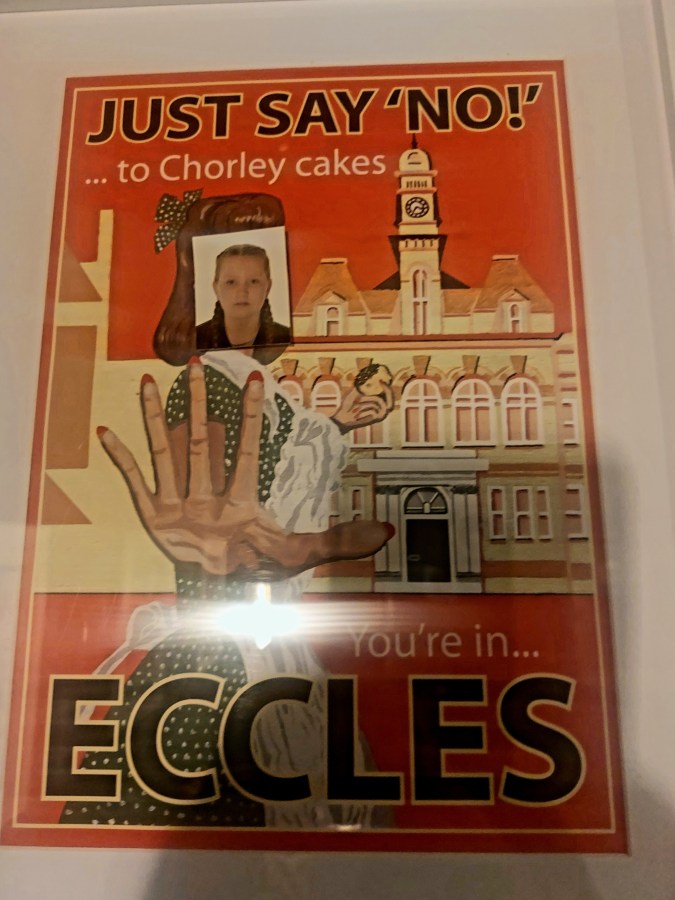 JUST SAY ‘NO!’
... to Chorley cakes
You’re in...
ECCLES